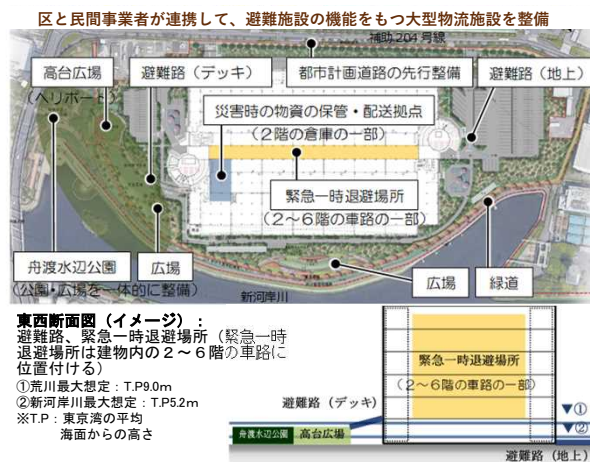 区と民間事業者が連携して、避難施設の機能をもつ大型物流施設を整備
補助204号線
高台広場
(ヘリポート)
避難路(デッキ)
都市計画道路の先行整備
避難路(地上)
災害時の物資の保管・配送拠点
(2階の倉庫の一部)
緊急一時退避場所
(2~6階の車路の一部)
舟渡水辺公園
(公園・広場を一体的に整備)
広場
新河岸川
広場
緑道
東西断面図(イメージ):
避難路、緊急一時退避場所(緊急一時
退避場所は建物内の2~6階の車路に
位置付ける)
①荒川最大想定:T.P9.0m
②新河岸川最大想定:T.P5.2m
※T.P:東京湾の平均
海面からの高さ
緊急一時退避場所
(2~6階の車路の一部)
避難路(デッキ)
▼①
▼②
舟渡水辺公園
高台広場
避難路(地上)